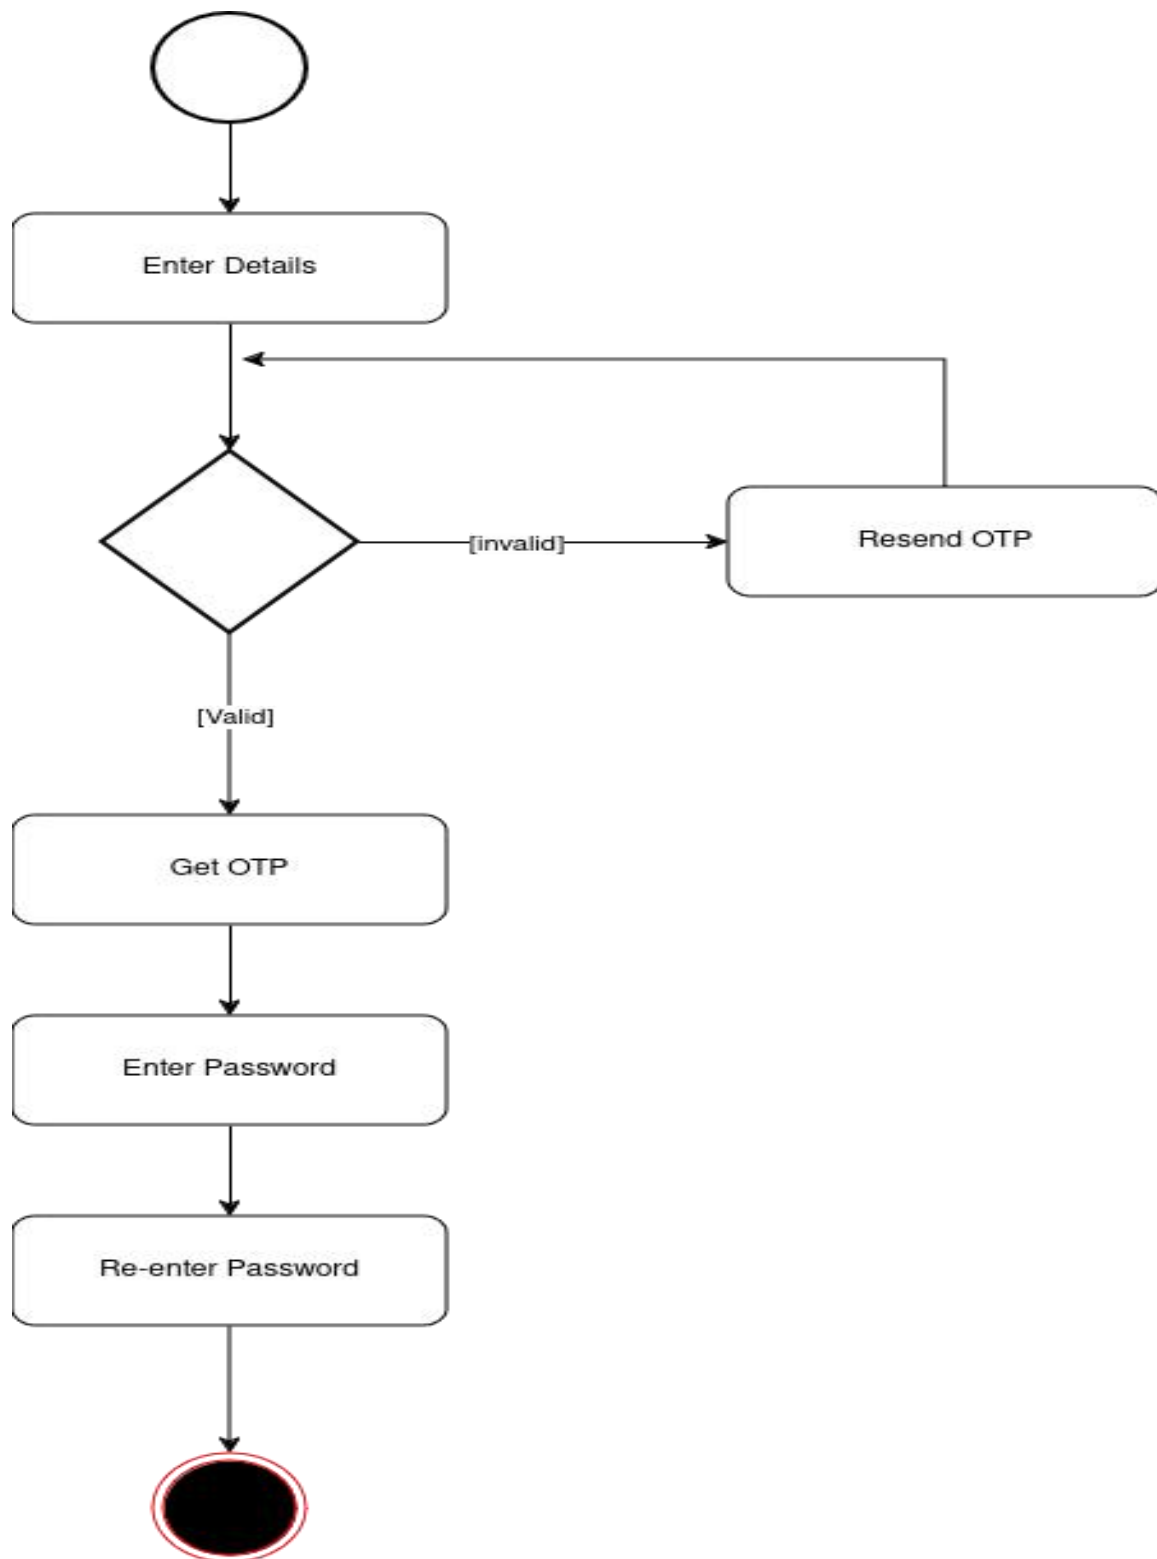 Enter Details
[invalid]
Resend OTP
[Valid]
Get OTP
Enter Password
Re-enter Password